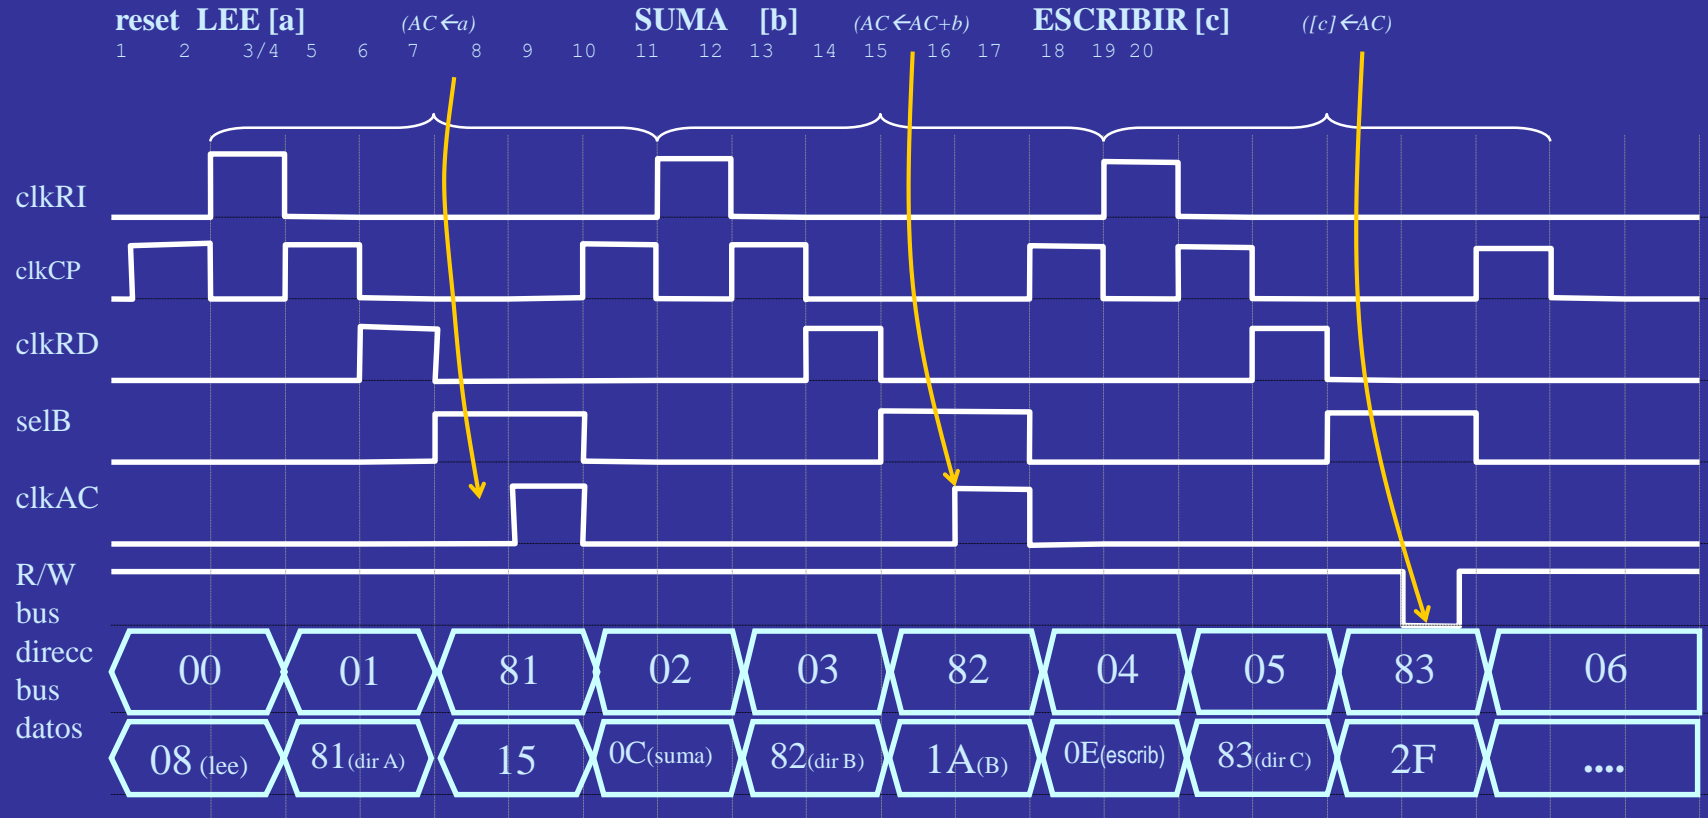 reset LEE [a] (AC←a) SUMA [b] (AC←AC+b) ESCRIBIR [c] ([c]←AC)
1 2 3/4 5 6 7 8 9 10 11 12 13 14 15 16 17 18 19 20
clkRI
clkCP
clkRD
selB
clkAC
R/W
bus
direcc
00 01 81 02 03 82 04 05 83 06
bus
datos
08 (lee) 81(dir A) 15 0C(suma) 82(dir B) 1A(B) 0E(escrib) 83(dir C) 2F ....